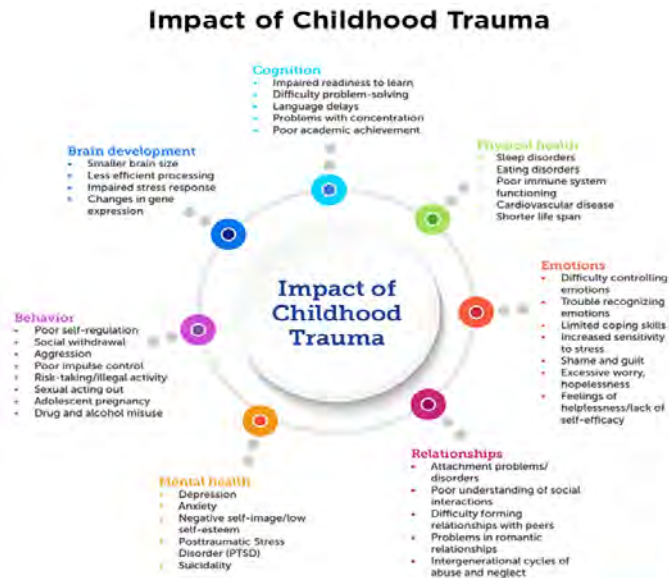 Impact of Childhood Trauma
Cognition
Impaired readiness to learn
Difficulty problem-solving
Language delays
Problems with concentration
Poor academic achievement
Physical health
Sleep disorders
Eating disorders
Poor immune system
functioning
Cardiovascular disease
Shorter life span
Brain development
Smaller brain size
Less efficient processing
Impaired stress response
Changes in gene
expression
Emotions
Difficulty controlling
emotions
Trouble recognizing
emotions
Limited coping skills
Increased sensitivity
to stress
Shame and guilt
Excessive worry,
hopelessness
Feelings of
helplessness/lack of
self-efficacy
Impact of
Childhood
Trauma
Behavior
Poor self-regulation
Social withdrawal
Aggression
Poor impulse control
Risk-taking/illegal activity
Sexual acting out
Adolescent pregnancy
Drug and alcohol misuse
Relationships
Attachment problems/
disorders
Poor understanding of social
interactions
Difficulty forming
relationships with peers
Problems in romantic
relationships
Intergenerational cycles of
abuse and neglect
Mental health
Depression
Anxiety
Negative self-image/low
self-esteem
Posttraumatic Stress
Disorder (PTSD)
Suicidality